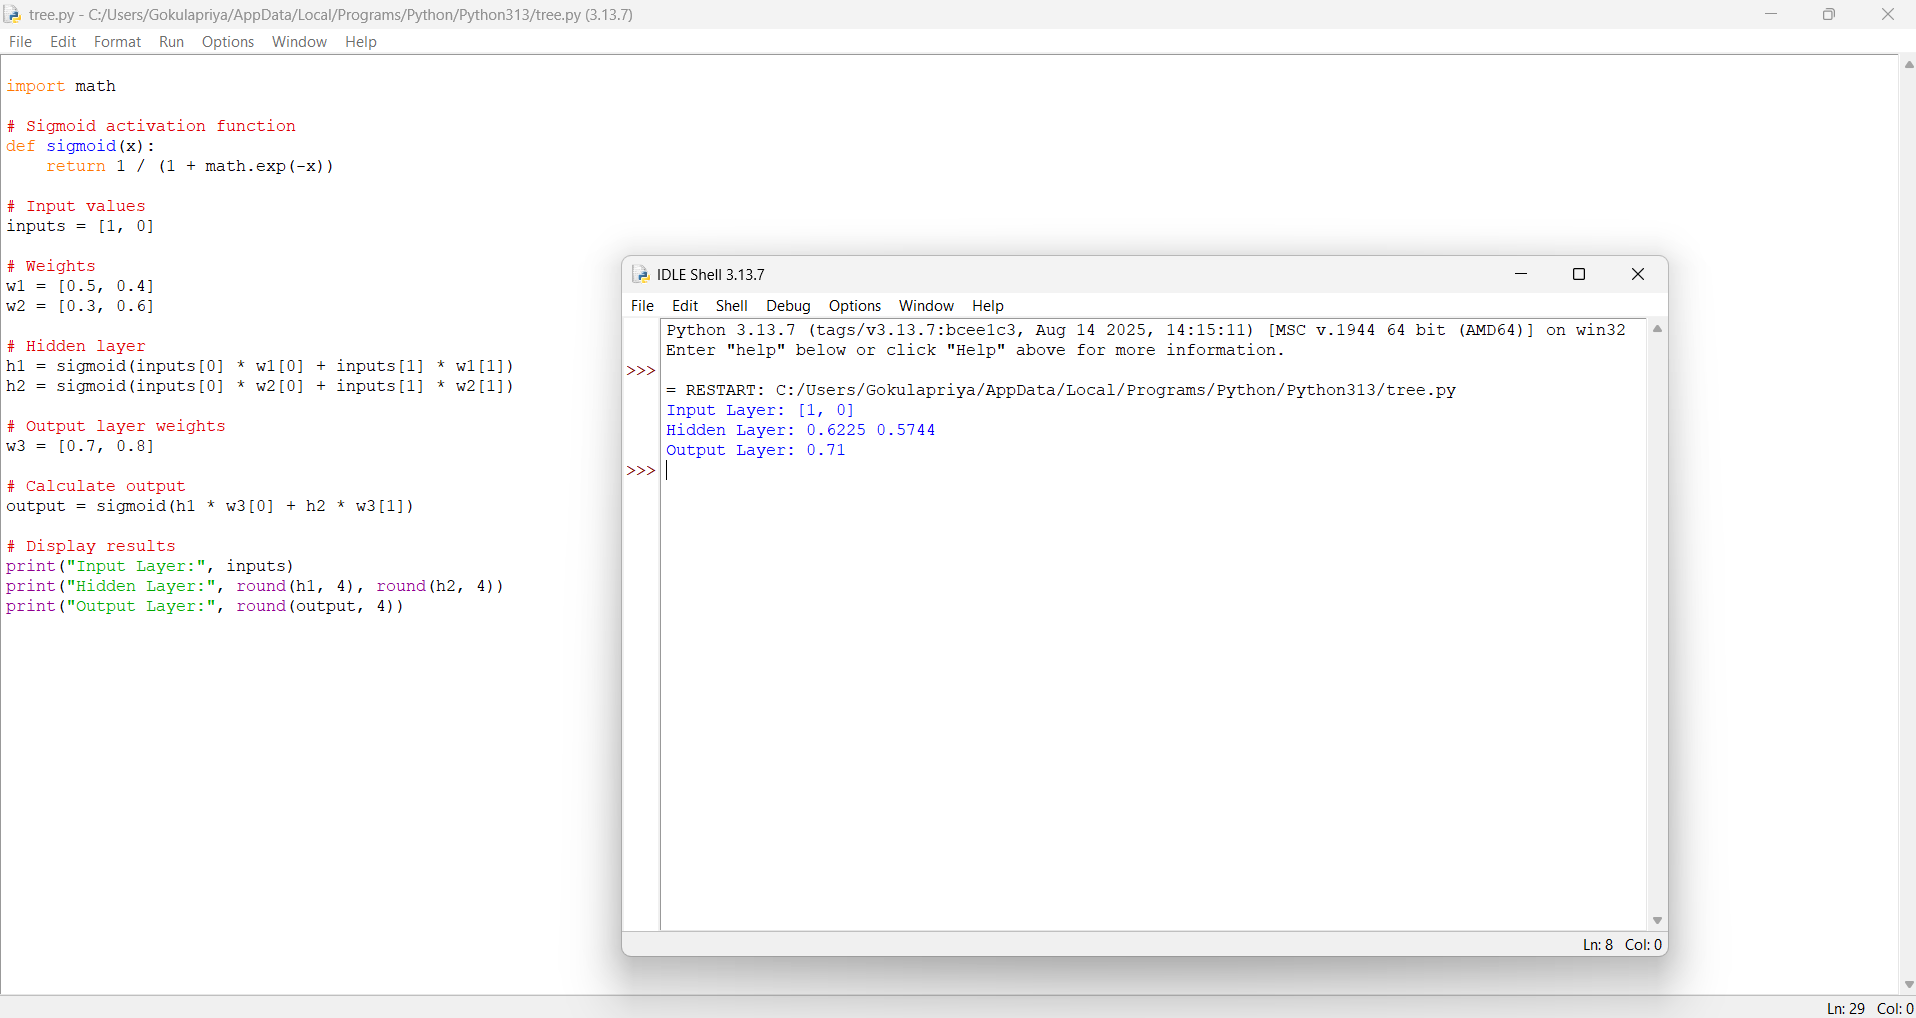 tree.py - C:/Users/Gokulapriya/AppData/Local/Programs/Python/Python313/tree.py (3.13.7)
File Edit Format Run Options Window Help
import math
# Sigmoid activation function
def sigmoid(x):
    return 1 / (1 + math.exp(-x))
# Input values
inputs = [1, 0]
# Weights
w1 = [0.5, 0.4]
w2 = [0.3, 0.6]
# Hidden layer
h1 = sigmoid(inputs[0] * w1[0] + inputs[1] * w1[1])
h2 = sigmoid(inputs[0] * w2[0] + inputs[1] * w2[1])
# Output layer weights
w3 = [0.7, 0.8]
# Calculate output
output = sigmoid(h1 * w3[0] + h2 * w3[1])
# Display results
print("Input Layer:", inputs)
print("Hidden Layer:", round(h1, 4), round(h2, 4))
print("Output Layer:", round(output, 4))
IDLE Shell 3.13.7
File Edit Shell Debug Options Window Help
Python 3.13.7 (tags/v3.13.7:bcee1c3, Aug 14 2025, 14:15:11) [MSC v.1944 64 bit (AMD64)] on win32
Enter "help" below or click "Help" above for more information.
>>>
= RESTART: C:/Users/Gokulapriya/AppData/Local/Programs/Python/Python313/tree.py
Input Layer: [1, 0]
Hidden Layer: 0.6225 0.5744
Output Layer: 0.71
>>>
Ln: 8 Col: 0
Ln: 29 Col: 0